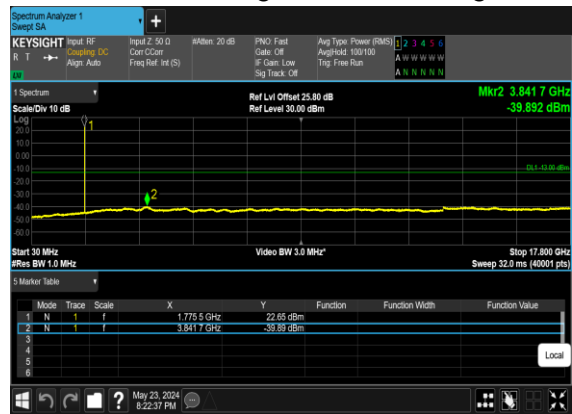 Spectrum Analyzer 1
Swept SA
+
KEYSIGHT Input: RF Input Z: 50 Ω #Atten: 20 dB PNO: Fast Avg Type: Power (RMS) 1 2 3 4 5 6
R T Coupling: DC Corr CCorr Gate: Off Avg|Hold: 100/100 A W W W W W
Align: Auto Freq Ref: Int (S) IF Gain: Low Trig: Free Run
Sig Track: Off A N N N N N
1 Spectrum Ref Lvl Offset 25.80 dB Mkr2 3.841 7 GHz
Scale/Div 10 dB Ref Level 30.00 dBm -39.892 dBm
Log
20.0
10.0
0.00
-10.0
DL1 -13.00 dBm
-20.0
-30.0
-40.0
-50.0
-60.0
1
2
Start 30 MHz Video BW 3.0 MHz* Stop 17.800 GHz
#Res BW 1.0 MHz Sweep 32.0 ms (40001 pts)
5 Marker Table
Mode Trace Scale X Y Function Function Width Function Value
1 N 1 f 1.775 5 GHz 22.65 dBm
2 N 1 f 3.841 7 GHz -39.89 dBm
3
4
5
6
Local
? May 23, 2024
8:22:37 PM